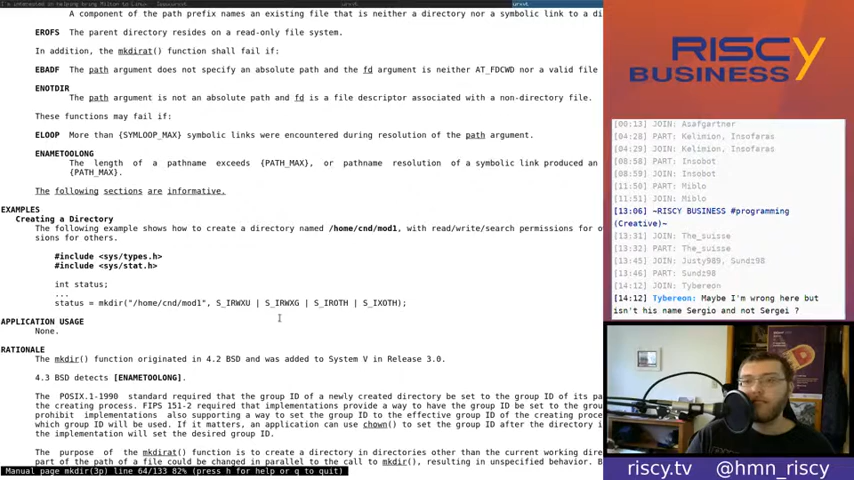 I'm interested in helping bring Milton to Linux
urxvt
urxvt
A component of the path prefix names an existing file that is neither a directory nor a symbolic link to a di
EROFS The parent directory resides on a read-only file system.
In addition, the mkdirat() function shall fail if:
EBADF The path argument does not specify an absolute path and the fd argument is neither AT_FDCWD nor a valid file
ENOTDIR
The path argument is not an absolute path and fd is a file descriptor associated with a non-directory file.
These functions may fail if:
ELOOP More than {SYMLOOP_MAX} symbolic links were encountered during resolution of the path argument.
ENAMETOOLONG
The length of a pathname exceeds {PATH_MAX}, or pathname resolution of a symbolic link produced an
{PATH_MAX}.
The following sections are informative.
EXAMPLES
Creating a Directory
The following example shows how to create a directory named /home/cnd/mod1, with read/write/search permissions for ow
sions for others.
#include <sys/types.h>
#include <sys/stat.h>
int status;
...
status = mkdir("/home/cnd/mod1", S_IRWXU | S_IRWXG | S_IROTH | S_IXOTH);
APPLICATION USAGE
None.
RATIONALE
The mkdir() function originated in 4.2 BSD and was added to System V in Release 3.0.
4.3 BSD detects [ENAMETOOLONG].
The POSIX.1‐1990 standard required that the group ID of a newly created directory be set to the group ID of its pa
the creating process. FIPS 151‐2 required that implementations provide a way to have the group ID be set to the group
prohibit implementations also supporting a way to set the group ID to the effective group ID of the creating proce
which group ID will be used. If it matters, an application can use chown() to set the group ID after the directory i
the implementation will set the desired group ID.
The purpose of the mkdirat() function is to create a directory in directories other than the current working direc
part of the path of a file could be changed in parallel to the call to mkdir(), resulting in unspecified behavior. B
Manual page mkdir(3p) line 64/133 82% (press h for help or q to quit)
RISCY
BUSINESS
[00:13] JOIN: Asafgartner
[04:28] PART: Kelimion, Insofaras
[04:29] JOIN: Kelimion, Insofaras
[08:58] PART: Insobot
[08:59] JOIN: Insobot
[11:50] PART: Miblo
[11:51] JOIN: Miblo
[13:06] ~RISCY BUSINESS #programming
(Creative)~
[13:31] JOIN: The_suisse
[13:32] PART: The_suisse
[13:45] JOIN: Justy989, Sundz98
[13:46] PART: Sundz98
[14:12] JOIN: Tybereon
[14:12] Tybereon: Maybe I'm wrong here but
isn't his name Sergio and not Sergei ?
riscy.tv @hmn_riscy